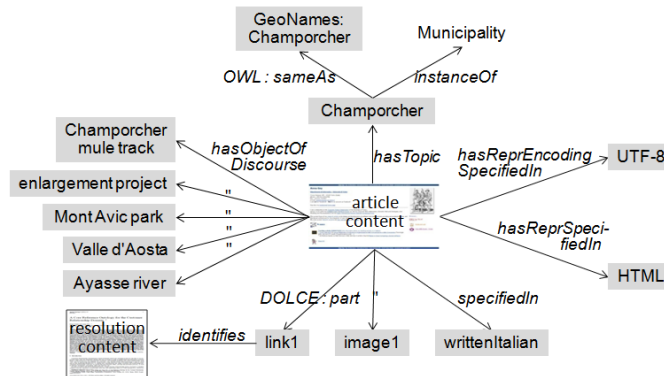 GeoNames:
Champorcher
Municipality
OWL : sameAs
instanceOf
Champorcher
Champorcher
mule track
hasObjectOf
Discourse
hasTopic
hasReprEncoding
SpecifiedIn
UTF-8
enlargement project
"
article
content
Mont Avic park
"
Valle d'Aosta
"
hasReprSpeci-
fiedIn
Ayasse river
"
HTML
DOLCE : part
"
specifiedIn
resolution
content
identifies
link1
image1
writtenItalian